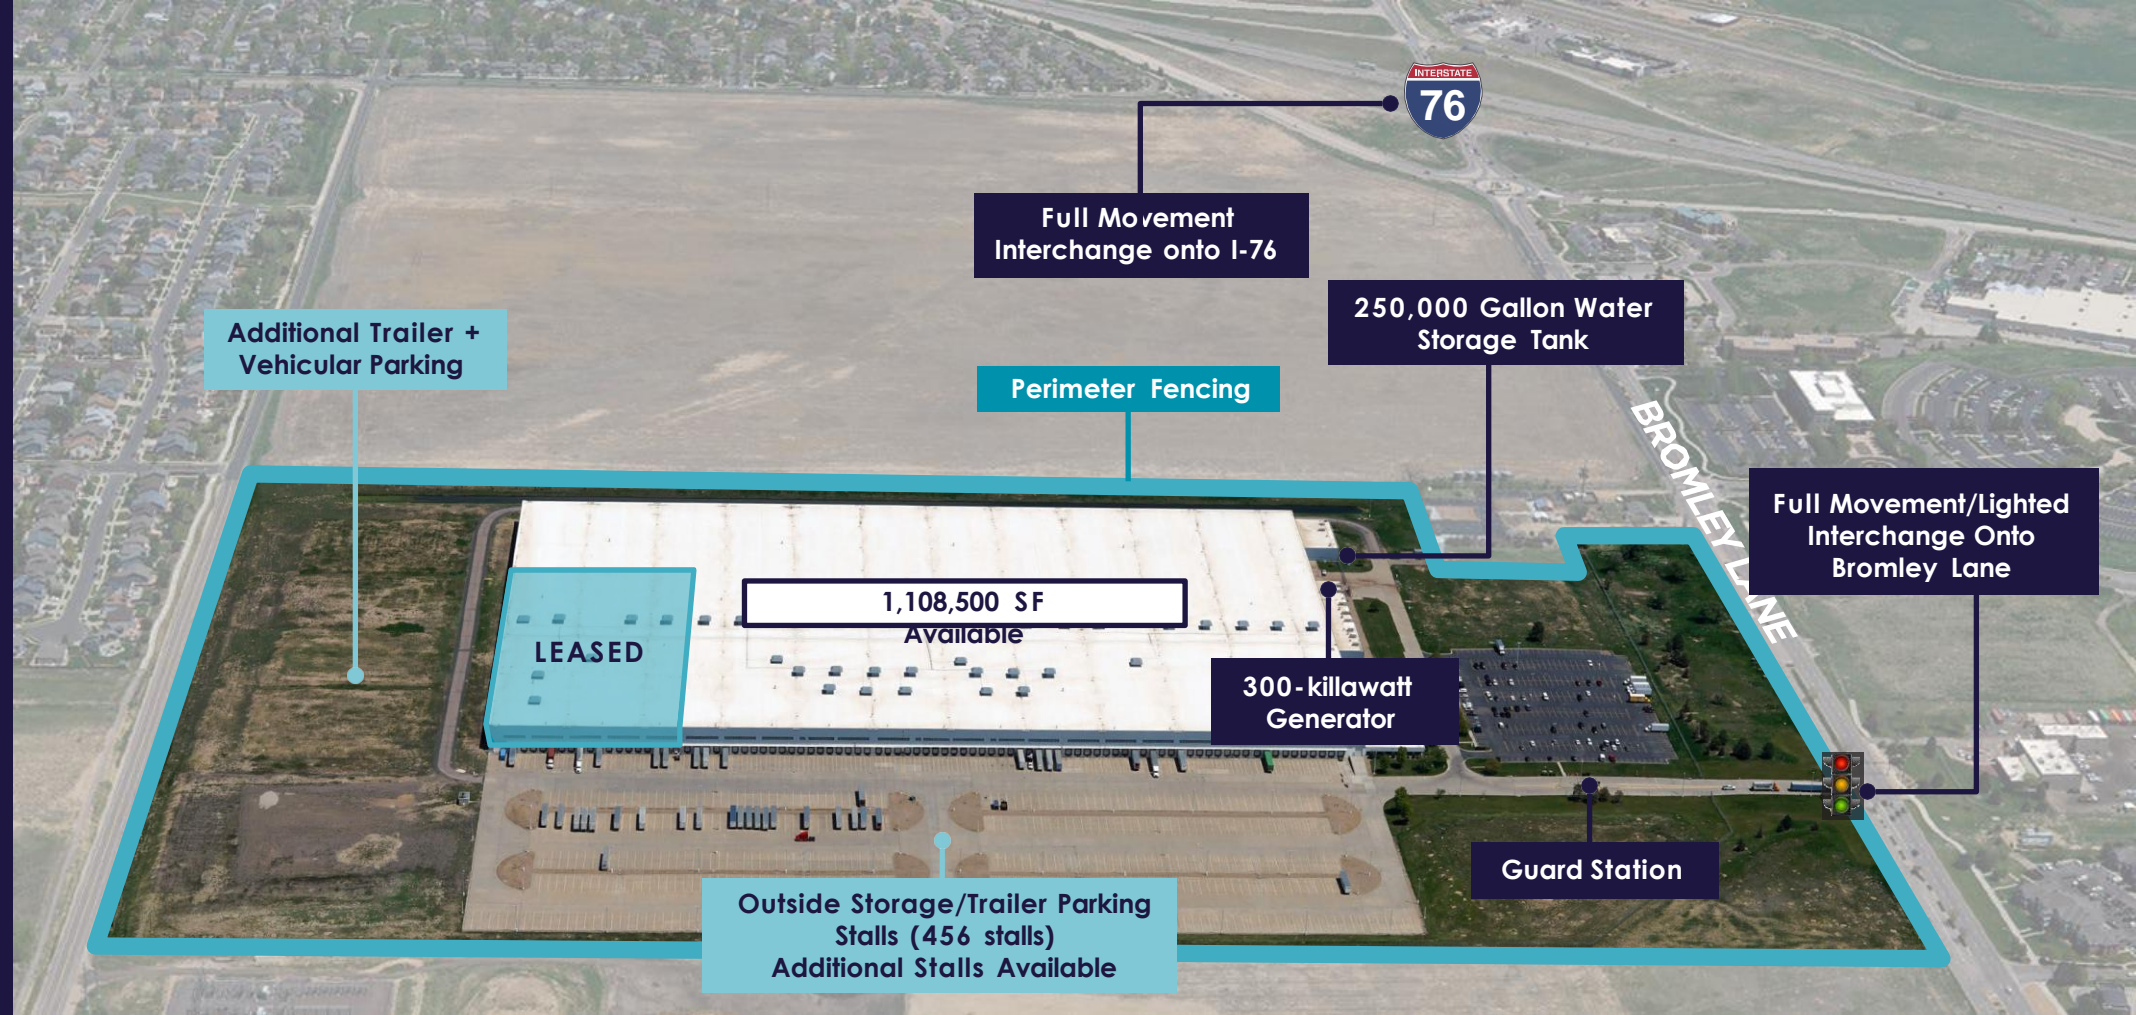 INTERSTATE
76
Full Movement
Interchange onto I-76
250,000 Gallon Water
Storage Tank
Additional Trailer +
Vehicular Parking
Perimeter Fencing
BROMLEY LANE
Full Movement/Lighted
Interchange Onto
Bromley Lane
1,108,500 SF
Available
LEASED
300-killawatt
Generator
Guard Station
Outside Storage/Trailer Parking
Stalls (456 stalls)
Additional Stalls Available